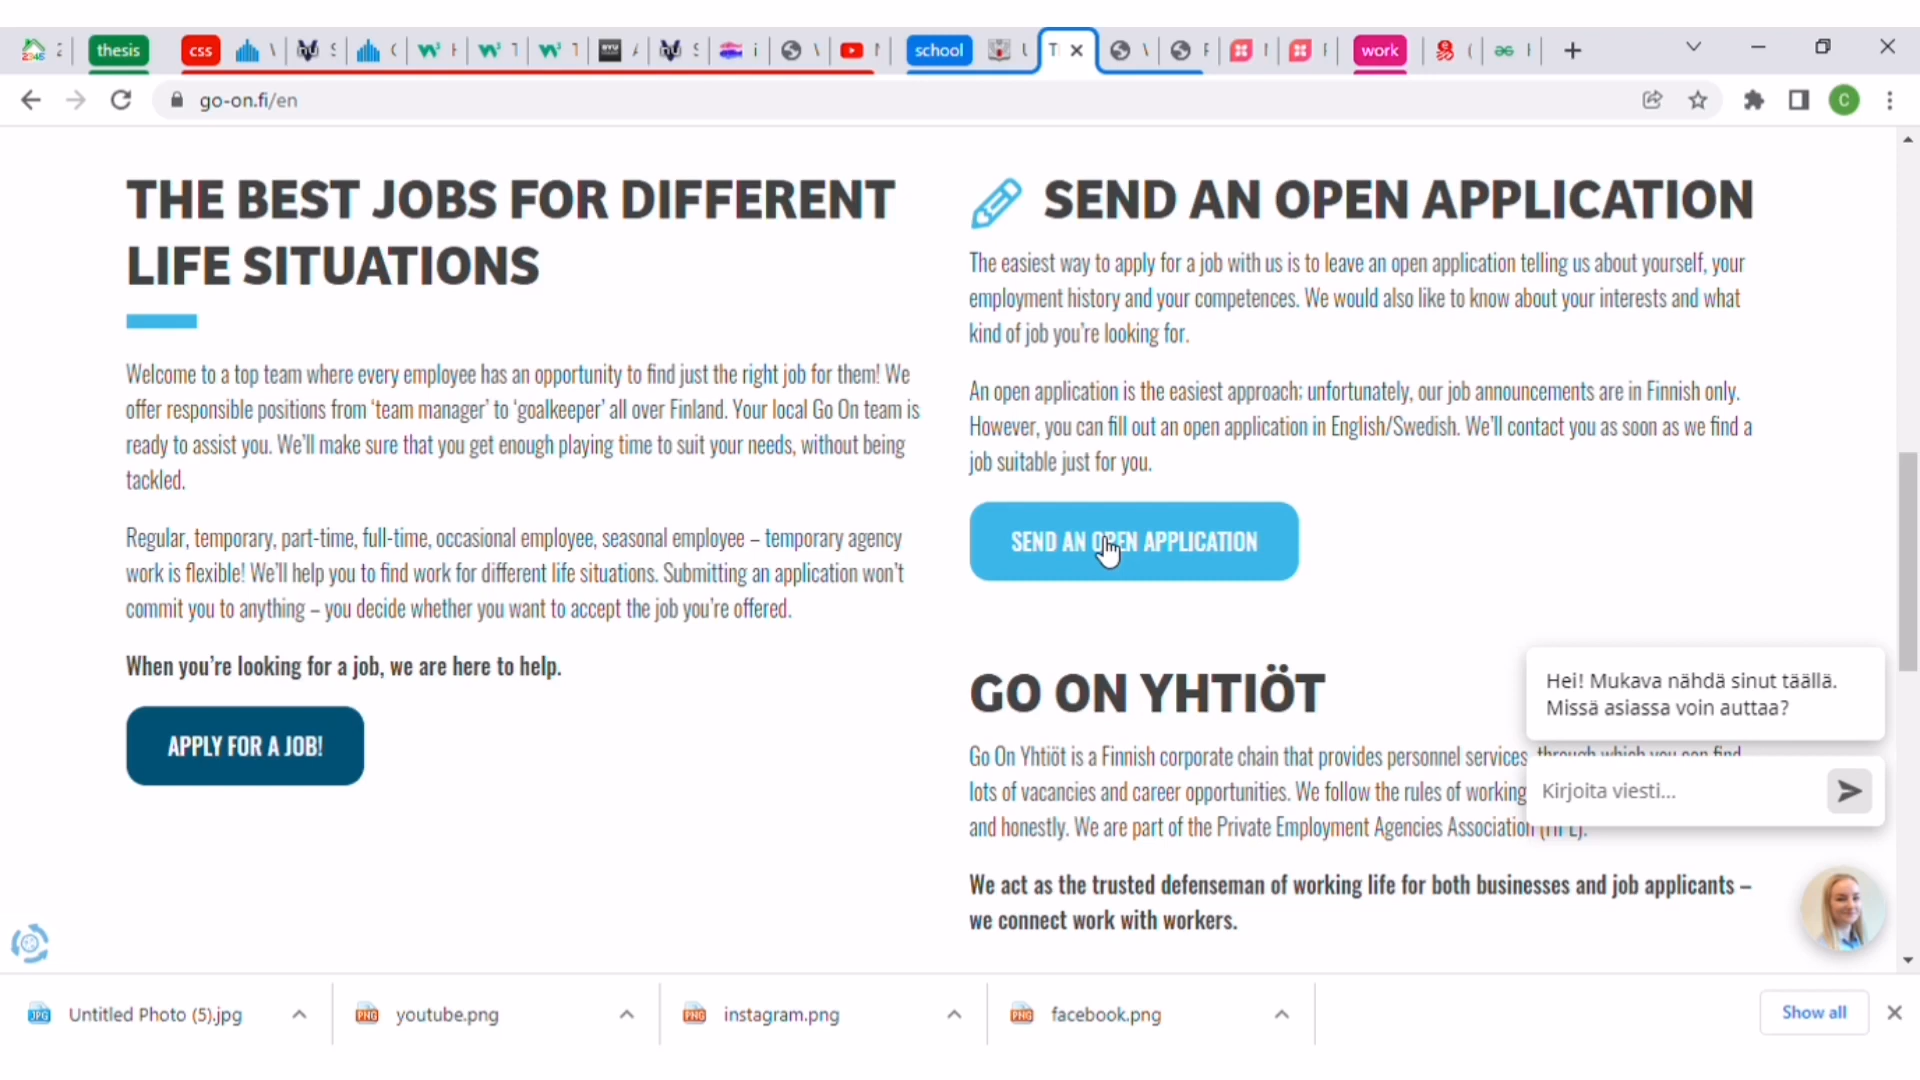 thesis
css
school
work
go-on.fi/en
C
THE BEST JOBS FOR DIFFERENT
LIFE SITUATIONS
Welcome to a top team where every employee has an opportunity to find just the right job for them! We
offer responsible positions from ‘team manager’ to ‘goalkeeper’ all over Finland. Your local Go On team is
ready to assist you. We’ll make sure that you get enough playing time to suit your needs, without being
tackled.
Regular, temporary, part-time, full-time, occasional employee, seasonal employee – temporary agency
work is flexible! We’ll help you to find work for different life situations. Submitting an application won’t
commit you to anything – you decide whether you want to accept the job you’re offered.
When you’re looking for a job, we are here to help.
APPLY FOR A JOB!
SEND AN OPEN APPLICATION
The easiest way to apply for a job with us is to leave an open application telling us about yourself, your
employment history and your competences. We would also like to know about your interests and what
kind of job you’re looking for.
An open application is the easiest approach; unfortunately, our job announcements are in Finnish only.
However, you can fill out an open application in English/Swedish. We’ll contact you as soon as we find a
job suitable just for you.
SEND AN OPEN APPLICATION
GO ON YHTIÖT
Go On Yhtiöt is a Finnish corporate chain that provides personnel services, through which you can find
lots of vacancies and career opportunities. We follow the rules of working
and honestly. We are part of the Private Employment Agencies Association
We act as the trusted defenseman of working life for both businesses and job applicants –
we connect work with workers.
Hei! Mukava nähdä sinut täällä.
Missä asiassa voin auttaa?
Kirjoita viesti...
Untitled Photo (5).jpg
youtube.png
instagram.png
facebook.png
Show all